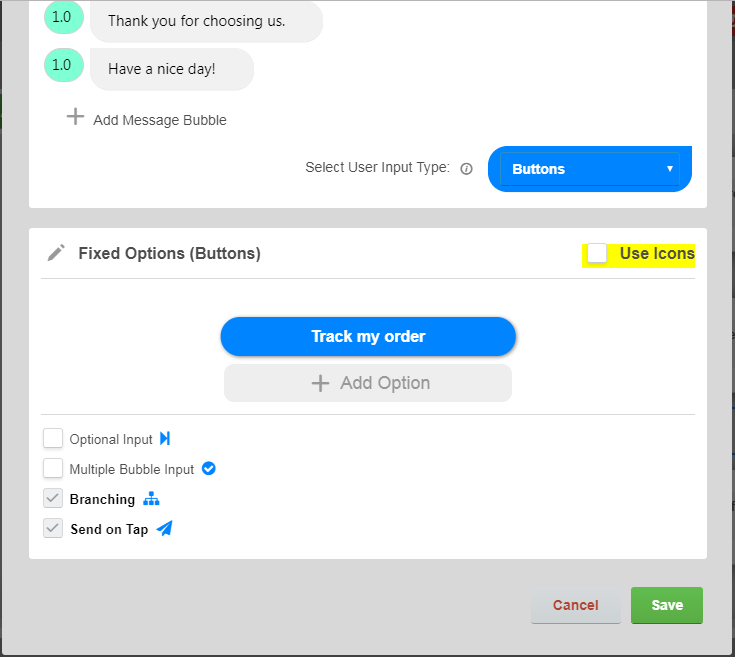 1.0 Thank you for choosing us.
1.0 Have a nice day!
Add Message Bubble
Select User Input Type: Buttons
Fixed Options (Buttons) Use Icons
Track my order
Add Option
Optional Input
Multiple Bubble Input
Branching
Send on Tap
Cancel Save